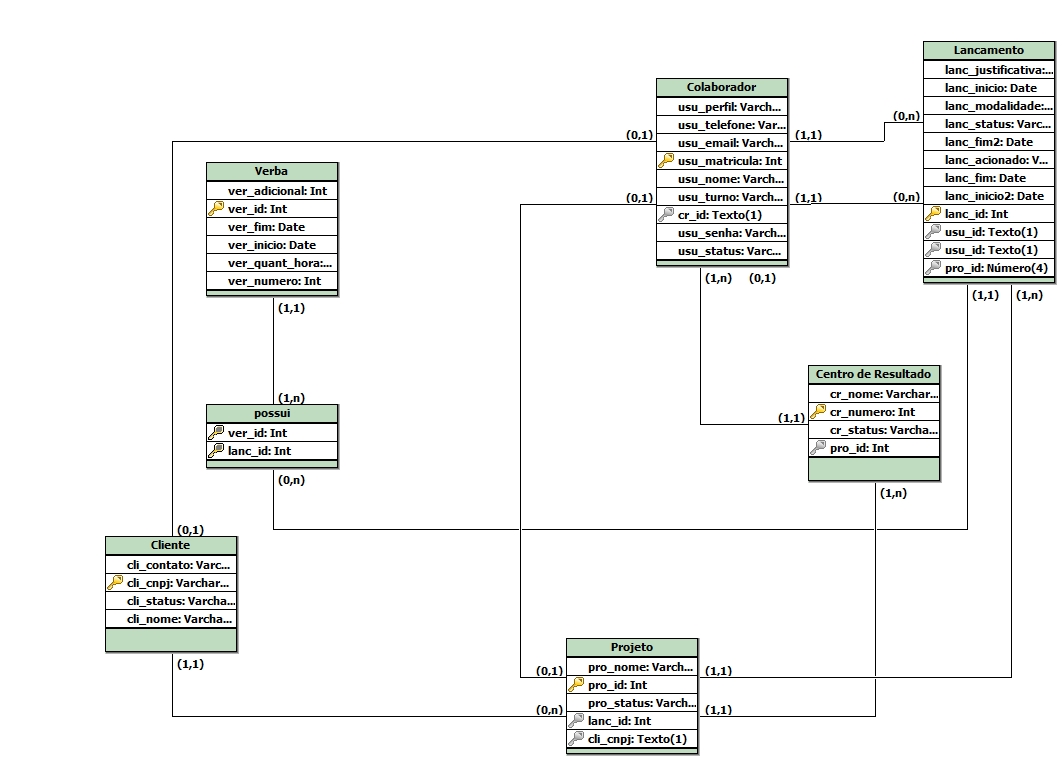 Lancamento
lanc_justificativa:...
lanc_inicio: Date
lanc_modalidade:...
lanc_status: Varc...
lanc_fim2: Date
lanc_acionado: V...
lanc_fim: Date
lanc_inicio2: Date
lanc_id: Int
usu_id: Texto(1)
usu_id: Texto(1)
pro_id: Número(4)
Colaborador
usu_perfil: Varch...
usu_telefone: Var...
usu_email: Varch...
usu_matricula: Int
usu_nome: Varch...
usu_turno: Varch...
cr_id: Texto(1)
usu_senha: Varch...
usu_status: Varc...
(0,1)
(1,1)
(0,n)
(0,1)
(1,1)
(0,n)
(1,n)
(0,1)
(1,1)
(1,n)
Verba
ver_adicional: Int
ver_id: Int
ver_fim: Date
ver_inicio: Date
ver_quant_hora:...
ver_numero: Int
(1,1)
(1,n)
possui
ver_id: Int
lanc_id: Int
(0,n)
Centro de Resultado
cr_nome: Varchar...
cr_numero: Int
cr_status: Varcha...
pro_id: Int
(1,1)
(1,n)
(0,1)
Cliente
cli_contato: Varc...
cli_cnpj: Varchar...
cli_status: Varcha...
cli_nome: Varcha...
(1,1)
Projeto
pro_nome: Varch...
pro_id: Int
pro_status: Varch...
lanc_id: Int
cli_cnpj: Texto(1)
(0,1)
(1,1)
(0,n)
(1,1)